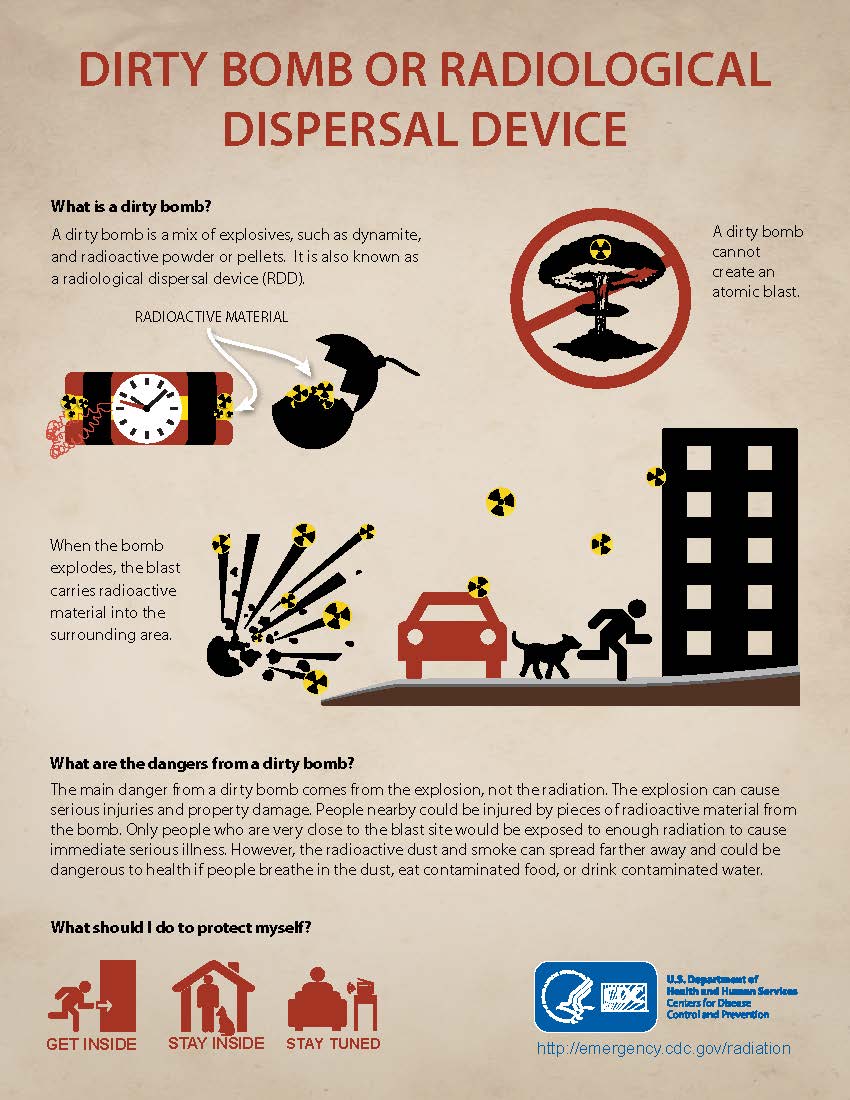 DIRTY BOMB OR RADIOLOGICAL
DISPERSAL DEVICE
What is a dirty bomb?
A dirty bomb is a mix of explosives, such as dynamite,
and radioactive powder or pellets. It is also known as
a radiological dispersal device (RDD).
RADIOACTIVE MATERIAL
A dirty bomb
cannot
create an
atomic blast.
When the bomb
explodes, the blast
carries radioactive
material into the
surrounding area.
What are the dangers from a dirty bomb?
The main danger from a dirty bomb comes from the explosion, not the radiation. The explosion can cause
serious injuries and property damage. People nearby could be injured by pieces of radioactive material from
the bomb. Only people who are very close to the blast site would be exposed to enough radiation to cause
immediate serious illness. However, the radioactive dust and smoke can spread farther away and could be
dangerous to health if people breathe in the dust, eat contaminated food, or drink contaminated water.
What should I do to protect myself?
GET INSIDE
STAY INSIDE
STAY TUNED
CDC
U.S. Department of
Health and Human Services
Centers for Disease
Control and Prevention
http://emergency.cdc.gov/radiation